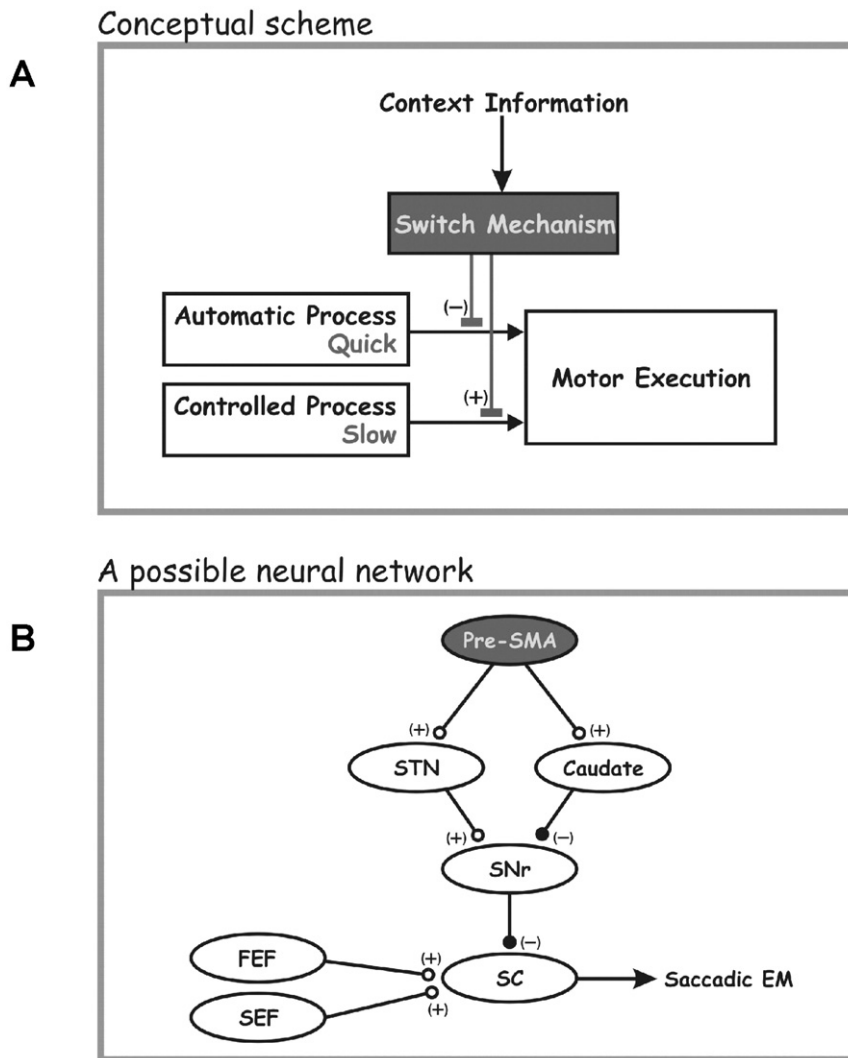 Conceptual scheme
A
Context Information
Switch Mechanism
(−)
Automatic Process
Quick
Motor Execution
(+)
Controlled Process
Slow
A possible neural network
B
Pre-SMA
(+)
(+)
STN
Caudate
(+)
(−)
SNr
(−)
FEF
(+)
SC
Saccadic EM
SEF
(+)